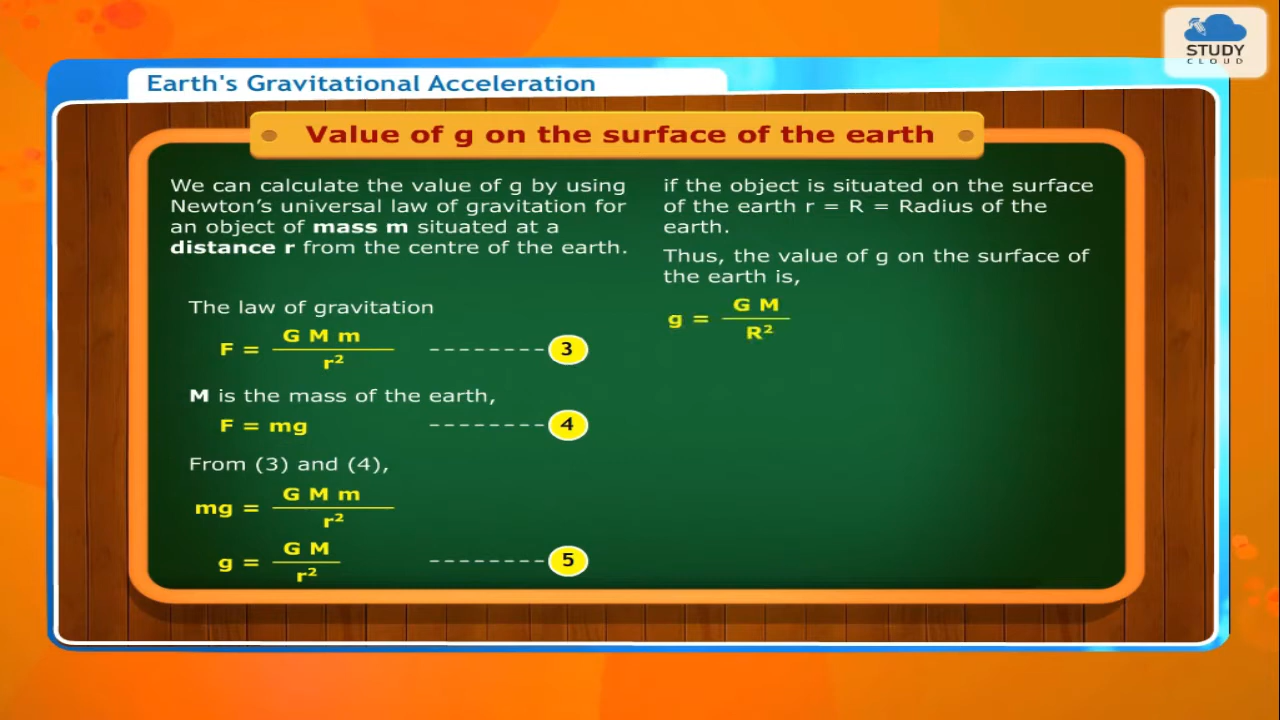 STUDY
CLOUD
Earth's Gravitational Acceleration
Value of g on the surface of the earth
We can calculate the value of g by using
Newton's universal law of gravitation for
an object of mass m situated at a
distance r from the centre of the earth.
The law of gravitation
F = G M m / r² --------3
M is the mass of the earth,
F = mg --------4
From (3) and (4),
mg = G M m / r²
g = G M / r² --------5
if the object is situated on the surface
of the earth r = R = Radius of the
earth.
Thus, the value of g on the surface of
the earth is,
g = G M / R²